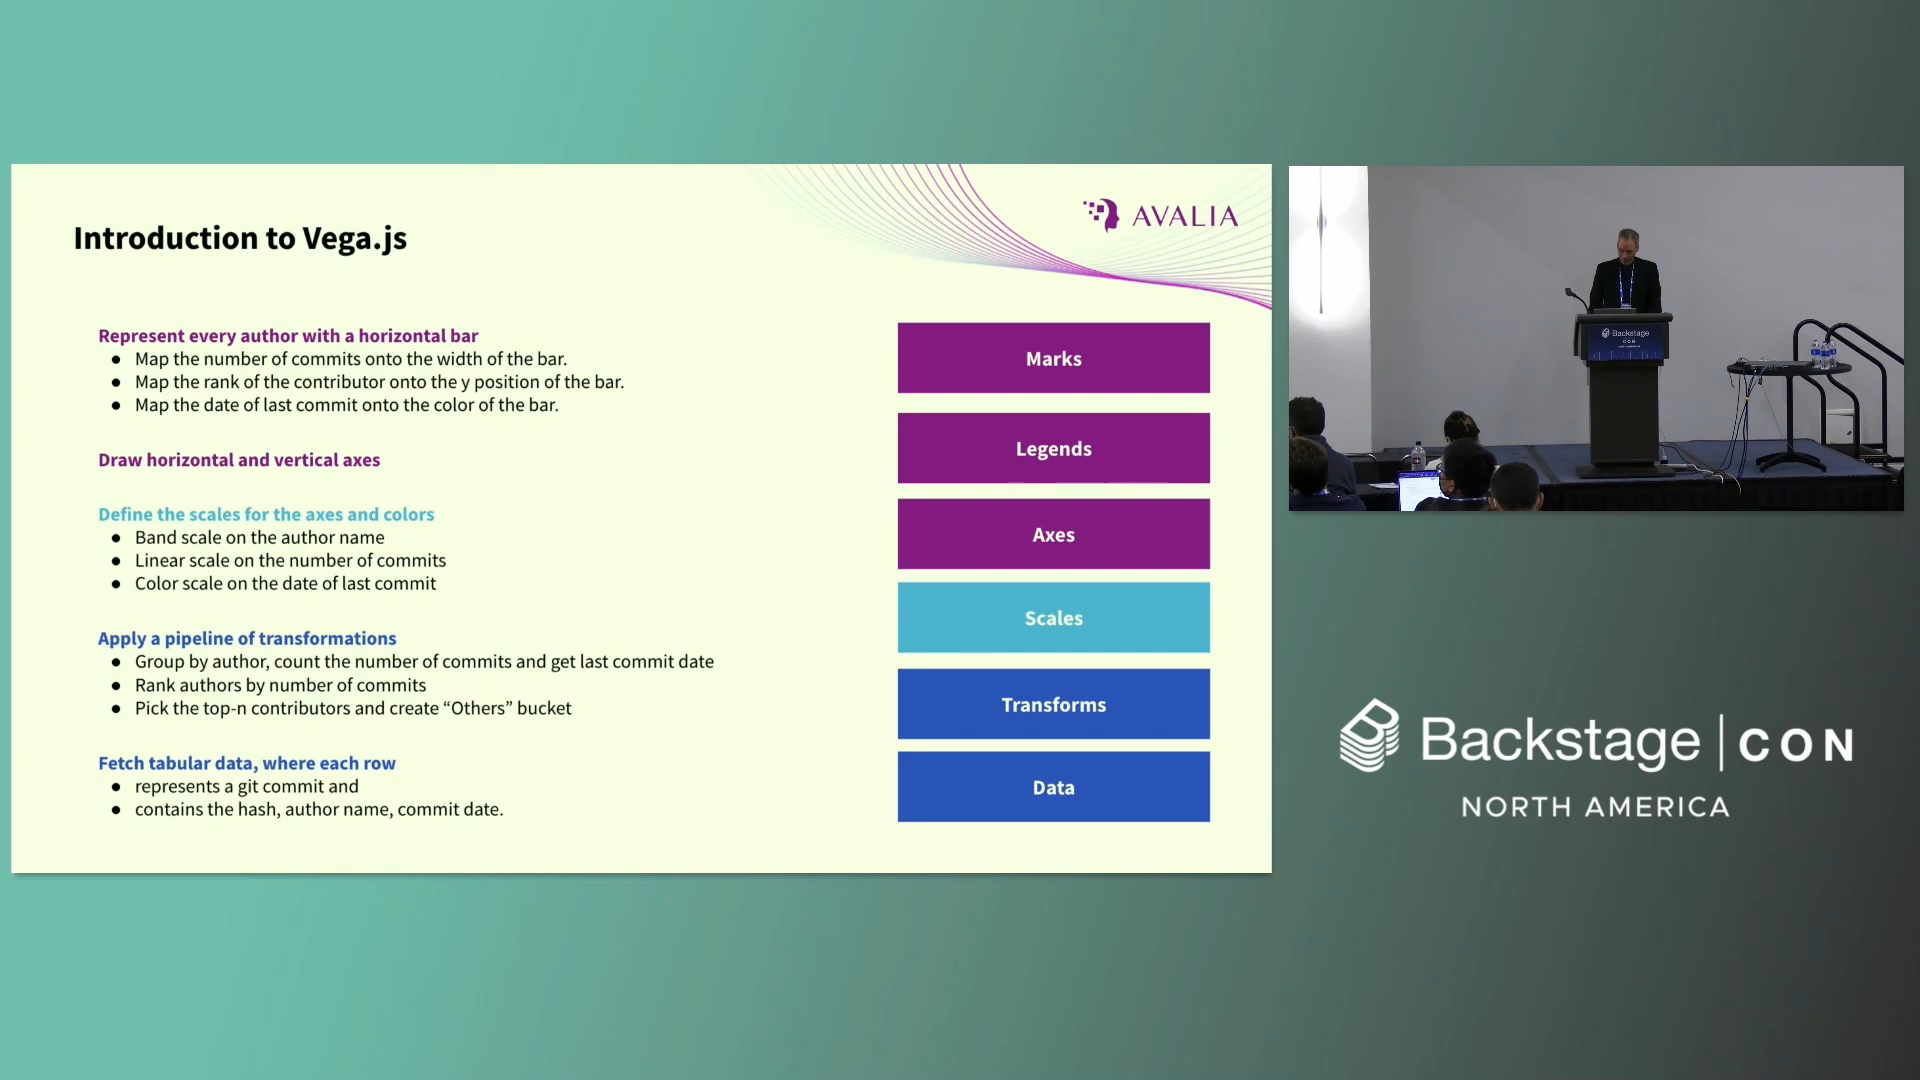 Introduction to Vega.js
AVALIA
Represent every author with a horizontal bar
● Map the number of commits onto the width of the bar.
● Map the rank of the contributor onto the y position of the bar.
● Map the date of last commit onto the color of the bar.
Draw horizontal and vertical axes
Define the scales for the axes and colors
● Band scale on the author name
● Linear scale on the number of commits
● Color scale on the date of last commit
Apply a pipeline of transformations
● Group by author, count the number of commits and get last commit date
● Rank authors by number of commits
● Pick the top-n contributors and create “Others” bucket
Fetch tabular data, where each row
● represents a git commit and
● contains the hash, author name, commit date.
Marks
Legends
Axes
Scales
Transforms
Data
Backstage
CON
Backstage | CON
NORTH AMERICA